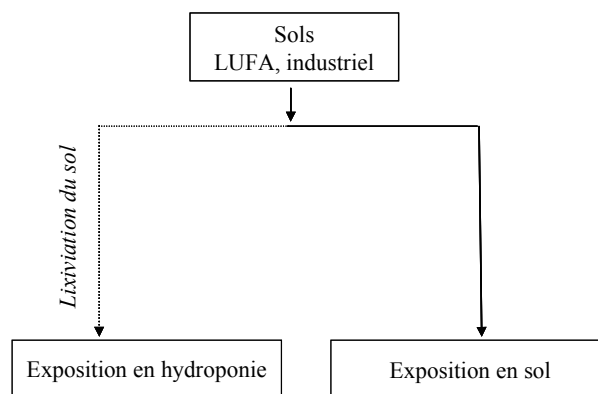 Sols
LUFA, industriel
Lixiviation du sol
Exposition en hydroponie
Exposition en sol